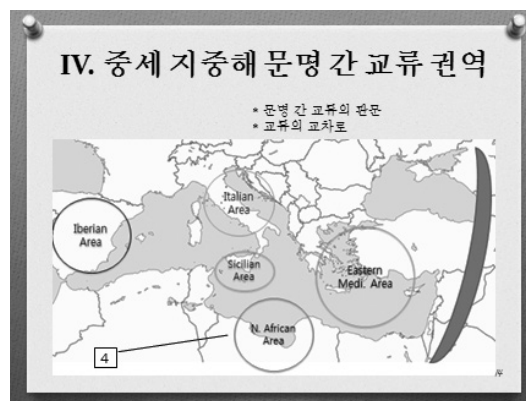 IV. 중세 지중해 문명 간 교류 권역
* 문명 간 교류의 관문
* 교류의 교차로
Italian
Area
Iberian
Area
Sicilian
Area
Eastern
Medi. Area
N. African
Area
4